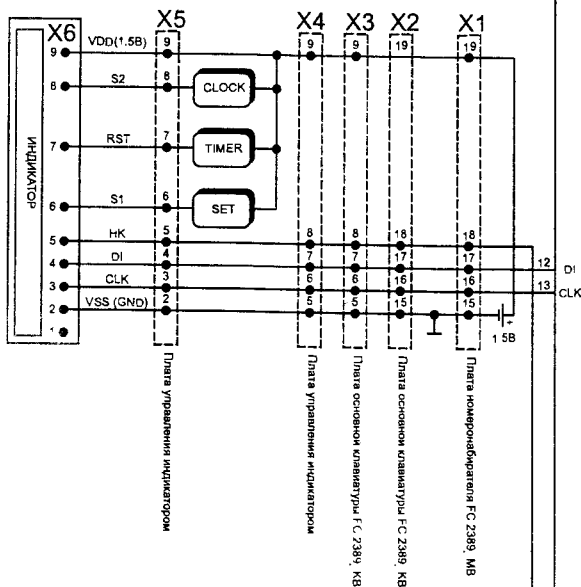 X6 X5 X4 X3 X2 X1
9 VDD(1.5В) 9 9 9 19 19
8 S2 8 CLOCK
7 RST 7 TIMER
ИНДИКАТОР
6 S1 6 SET
5 HK 5 8 8 18 18
4 DI 4 7 7 17 17 12 DI
3 CLK 3 6 6 16 16 13 CLK
2 VSS (GND) 2 5 5 15 15
1
+
1 5В
Плата управления индикатором
Плата управления индикатором
Плата основной клавиатуры FC 2389 KB
Плата основной клавиатуры FC 2389 KB
Плата номеронабирателя FC 2389 MB